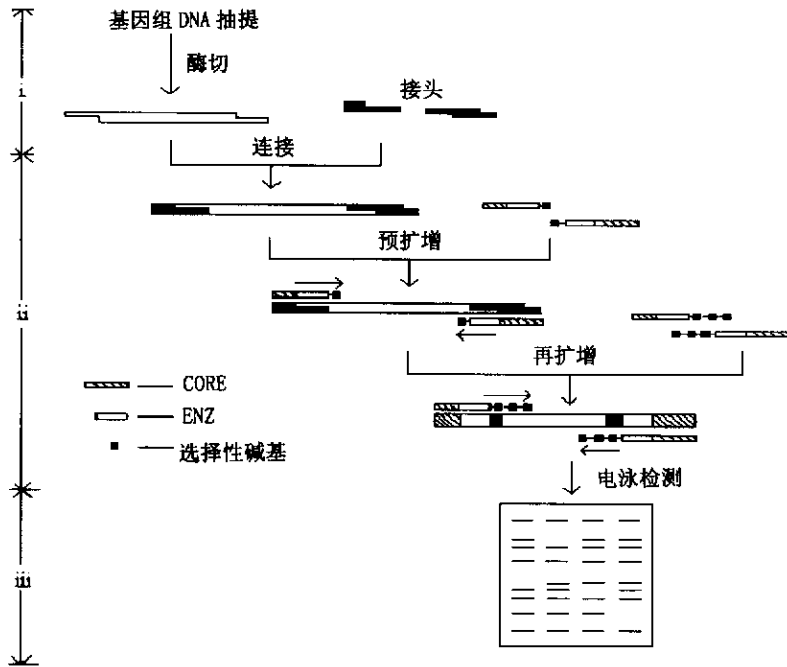 基因组 DNA 抽提
酶切
接头
i
连接
预扩增
ii
再扩增
CORE
ENZ
选择性碱基
电泳检测
iii